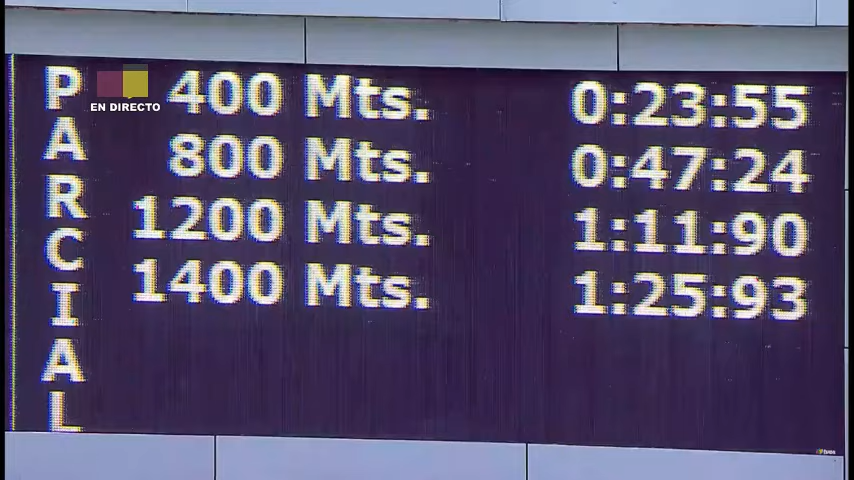 PARCIAL
EN DIRECTO
400 Mts. 0:23:55
800 Mts. 0:47:24
1200 Mts. 1:11:90
1400 Mts. 1:25:93